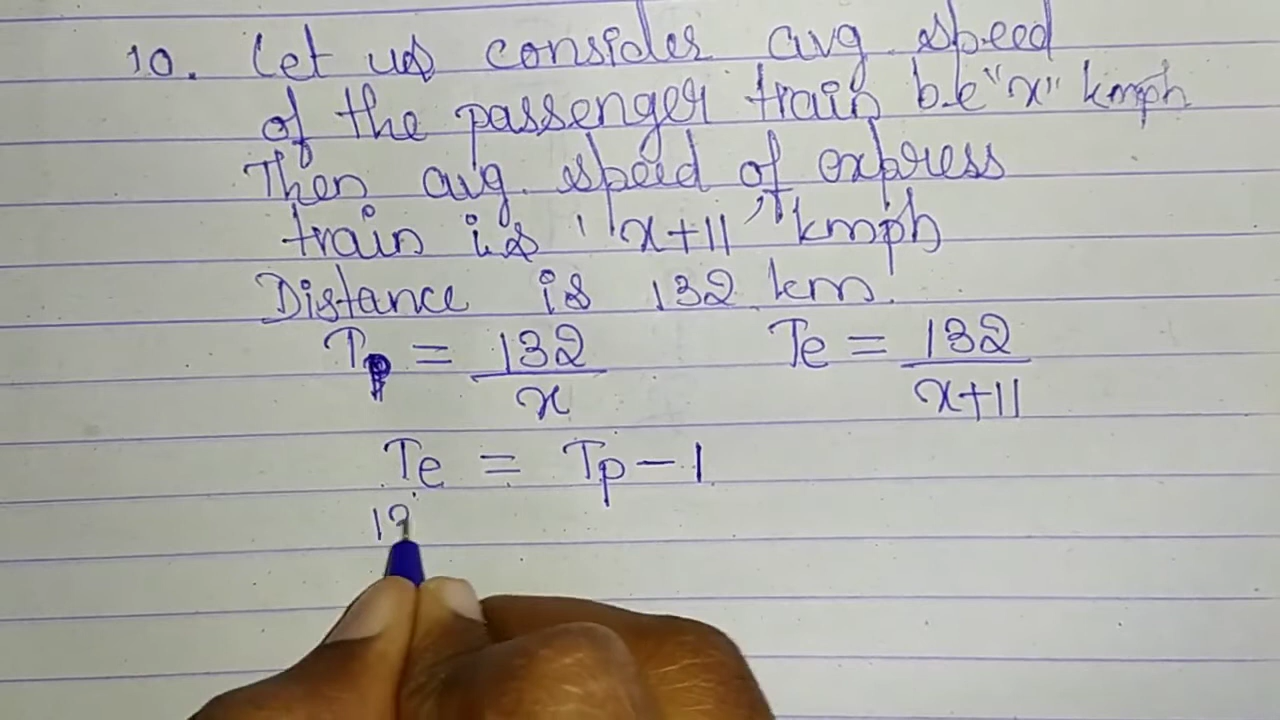 10. Let us consider avg. speed
of the passenger train be "x" kmph
Then avg. speed of express
train is "x+11" kmph
Distance is 132 km.
Tp = 132/x Te = 132/x+11
Te = Tp - 1
13